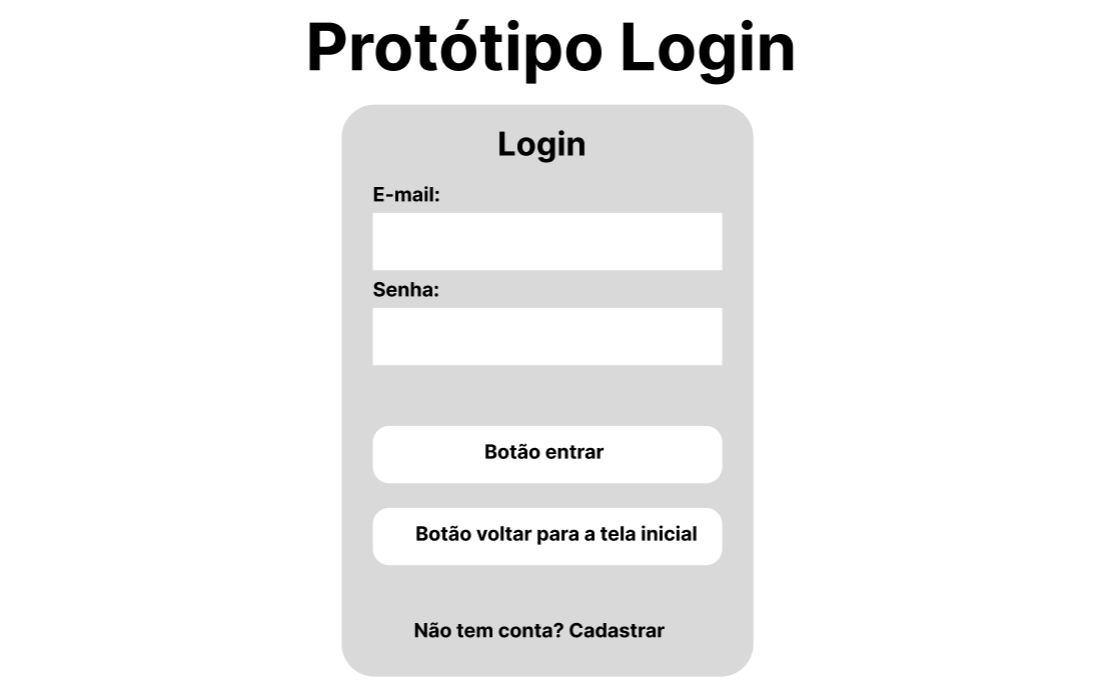 Protótipo Login
Login
E-mail:
Senha:
Botão entrar
Botão voltar para a tela inicial
Não tem conta? Cadastrar